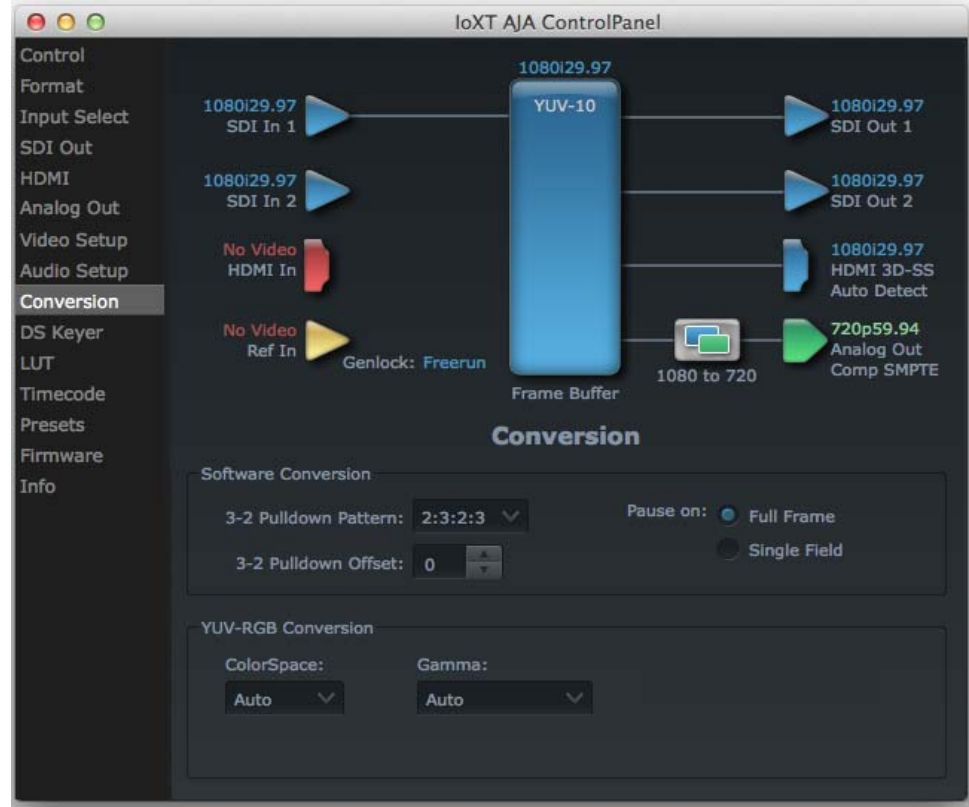 IoXT AJA ControlPanel
Control
Format
Input Select
SDI Out
HDMI
Analog Out
Video Setup
Audio Setup
Conversion
DS Keyer
LUT
Timecode
Presets
Firmware
Info
1080i29.97
YUV-10
Frame Buffer
1080i29.97
SDI In 1
1080i29.97
SDI In 2
No Video
HDMI In
No Video
Ref In
Genlock: Freerun
1080i29.97
SDI Out 1
1080i29.97
SDI Out 2
1080i29.97
HDMI 3D-SS
Auto Detect
1080 to 720
720p59.94
Analog Out
Comp SMPTE
Conversion
Software Conversion
3-2 Pulldown Pattern: 2:3:2:3
3-2 Pulldown Offset: 0
Pause on: Full Frame
Single Field
YUV-RGB Conversion
ColorSpace:
Auto
Gamma:
Auto